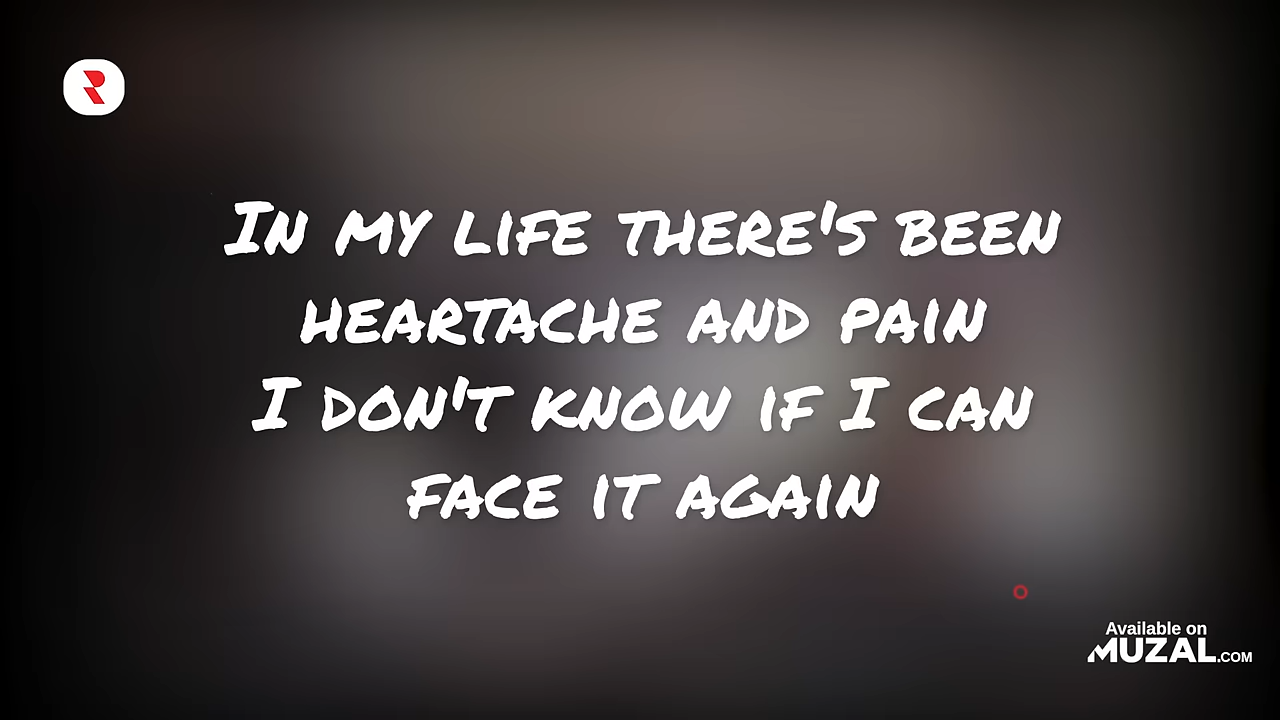 In my life there's been
heartache and pain
I don't know if I can
face it again
Available on
MUZAL.COM